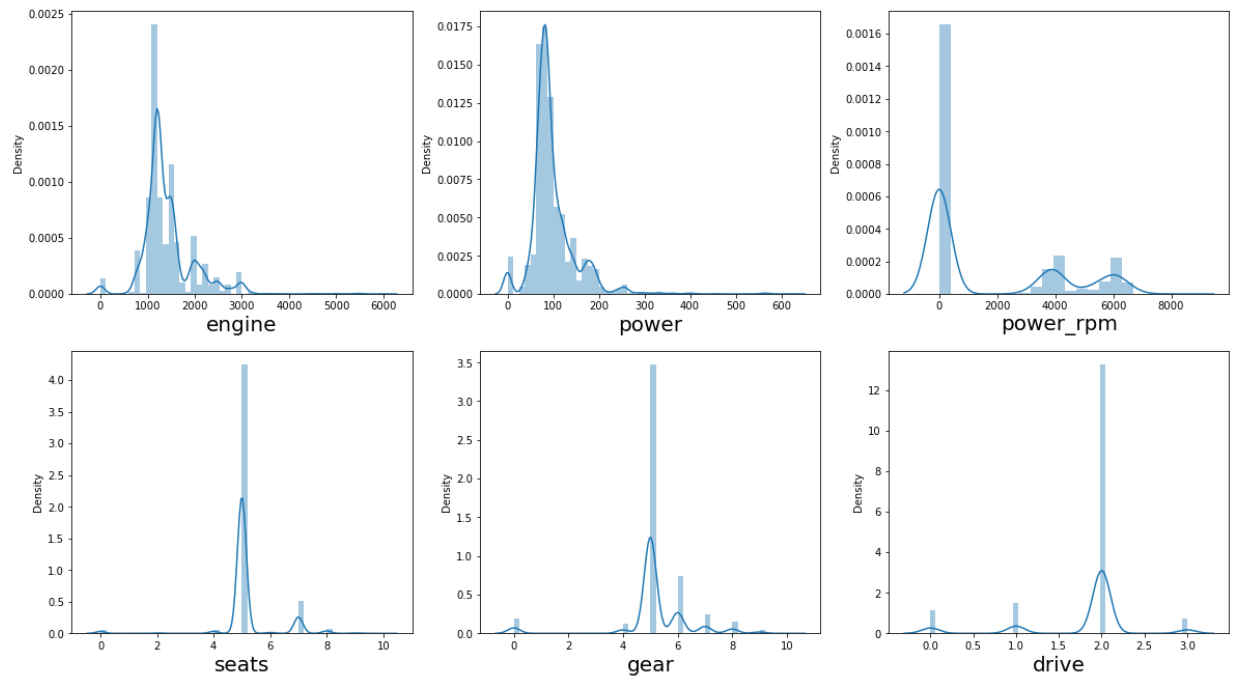 0.0025
0.0020
0.0015
0.0010
0.0005
0.0000
Density
0 1000 2000 3000 4000 5000 6000
engine
0.0175
0.0150
0.0125
0.0100
0.0075
0.0050
0.0025
0.0000
Density
0 100 200 300 400 500 600
power
0.0016
0.0014
0.0012
0.0010
0.0008
0.0006
0.0004
0.0002
0.0000
Density
0 2000 4000 6000 8000
power_rpm
4.0
3.5
3.0
2.5
2.0
1.5
1.0
0.5
0.0
Density
0 2 4 6 8 10
seats
3.5
3.0
2.5
2.0
1.5
1.0
0.5
0.0
Density
0 2 4 6 8 10
gear
12
10
8
6
4
2
0
Density
0.0 0.5 1.0 1.5 2.0 2.5 3.0
drive